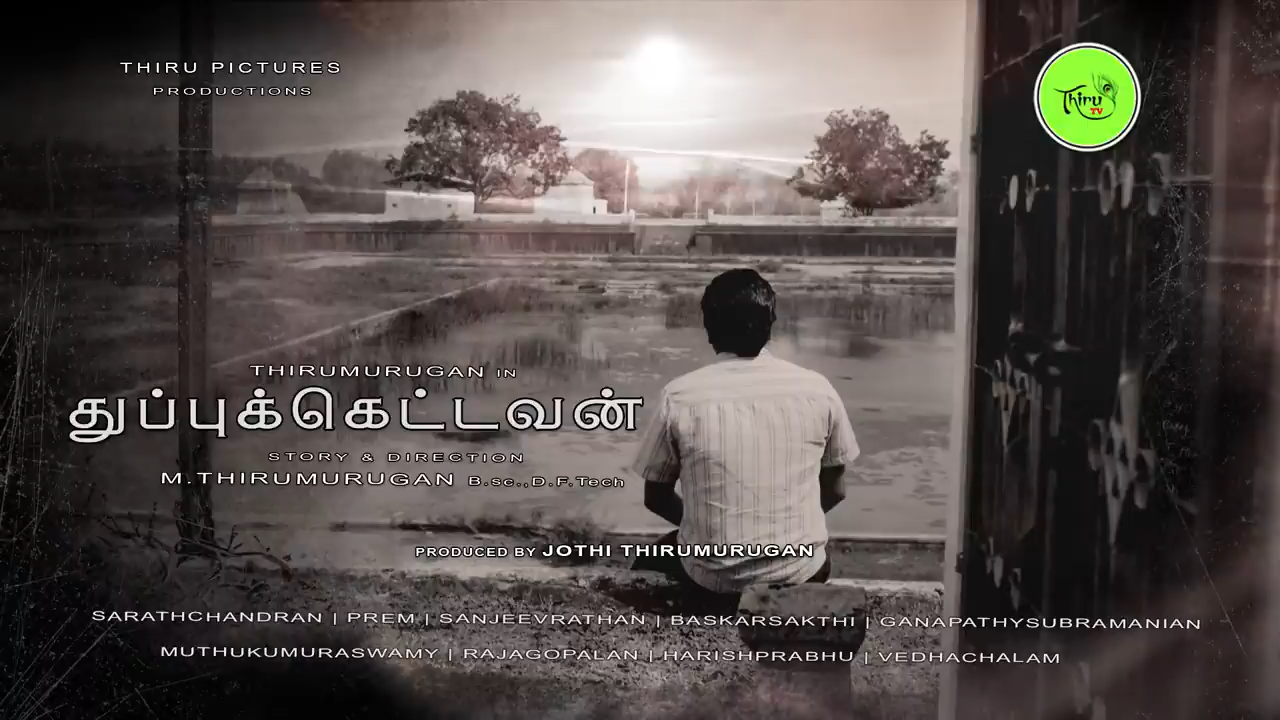 THIRU PICTURES
PRODUCTIONS
Thiru
TV
THIRUMURUGAN IN
துப்புக்கெட்டவன்
STORY & DIRECTION
M.THIRUMURUGAN B.sc.,D.F.Tech
PRODUCED BY JOTHI THIRUMURUGAN
SARATHCHANDRAN | PREM | SANJEEVRATHAN | BASKARSAKTHI | GANAPATHYSUBRAMANIAN
MUTHUKUMURASWAMY | RAJAGOPALAN | HARISHPRABHU | VEDHACHALAM